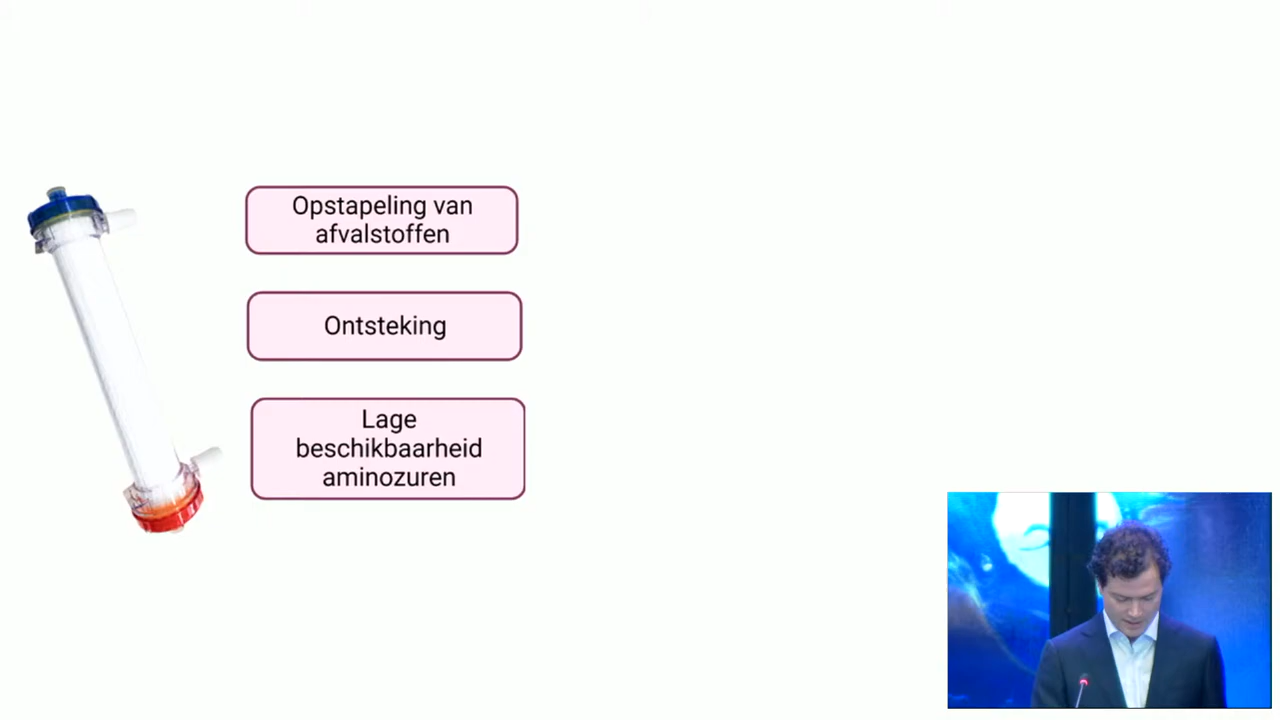 Opstapeling van
afvalstoffen
Ontsteking
Lage
beschikbaarheid
aminozuren